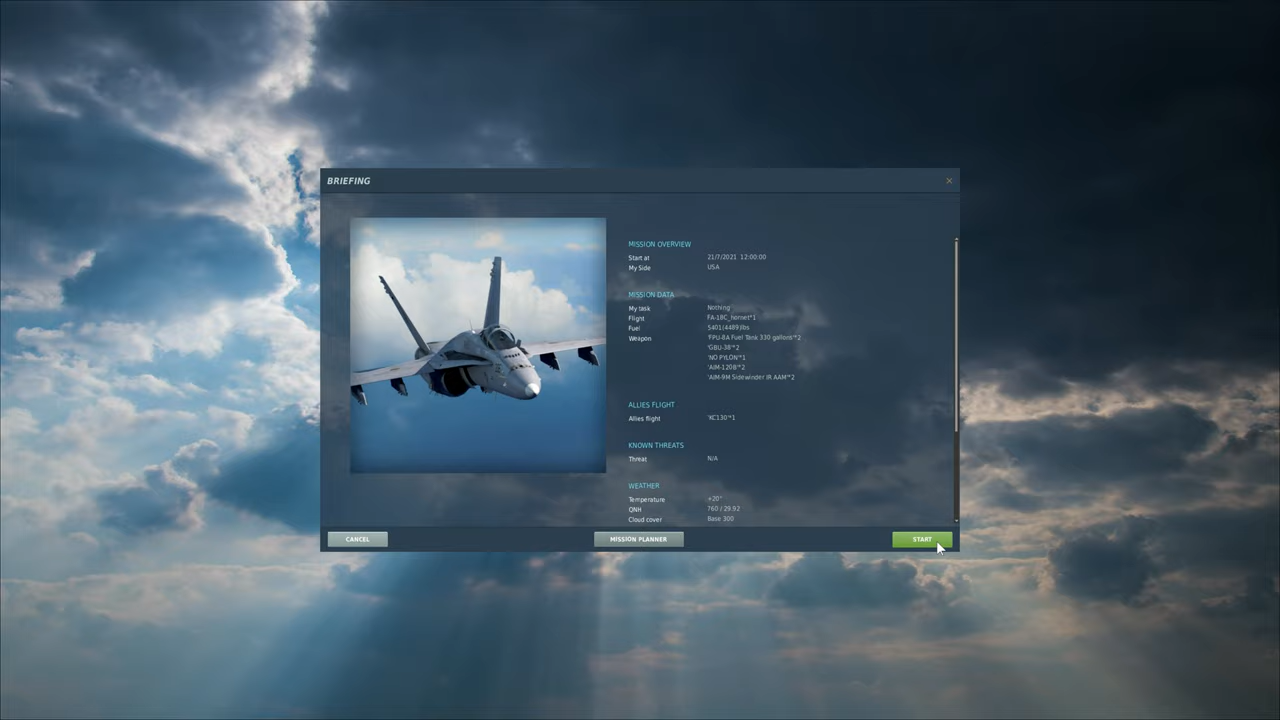 BRIEFING
MISSION OVERVIEW
Start at 21/7/2021 12:00:00
My Side USA
MISSION DATA
My task Nothing
Flight FA-18C_hornet*1
Fuel 5401(4489)lbs
Weapon 'FPU-8A Fuel Tank 330 gallons'*2
'GBU-38'*2
'NO PYLON'*1
'AIM-120B'*2
'AIM-9M Sidewinder IR AAM'*2
ALLIES FLIGHT
Allies flight 'KC130'*1
KNOWN THREATS
Threat N/A
WEATHER
Temperature +20°
QNH 760 / 29.92
Cloud cover Base 300
CANCEL MISSION PLANNER START